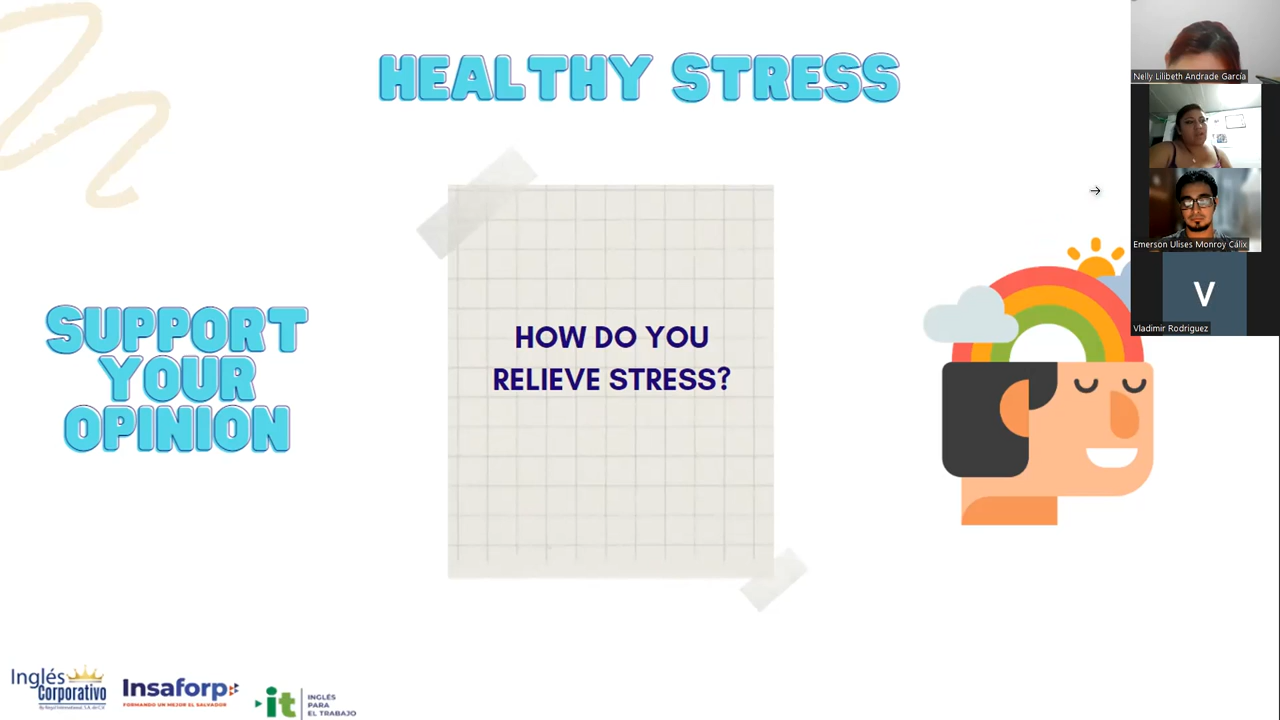 HEALTHY STRESS
SUPPORT
YOUR
OPINION
HOW DO YOU
RELIEVE STRESS?
Nelly Lilibeth Andrade García
Emerson Ulises Monroy Cálix
V
Vladimir Rodriguez
Inglés
Corporativo
Insaforp
FORMANDO UN MEJOR EL SALVADOR
it
INGLÉS
PARA
EL TRABAJO